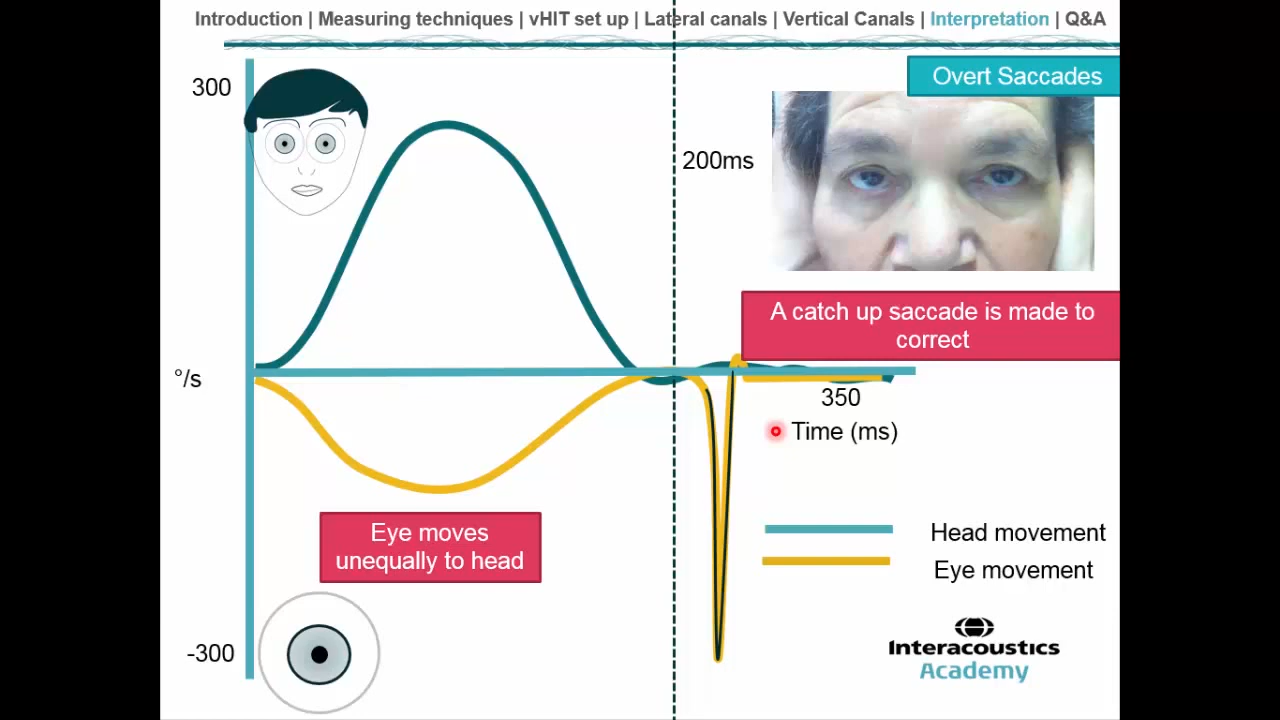 Introduction | Measuring techniques | vHIT set up | Lateral canals | Vertical Canals | Interpretation | Q&A
Overt Saccades
300
200ms
A catch up saccade is made to
correct
°/s
350
Time (ms)
Eye moves
unequally to head
Head movement
Eye movement
-300
Interacoustics
Academy